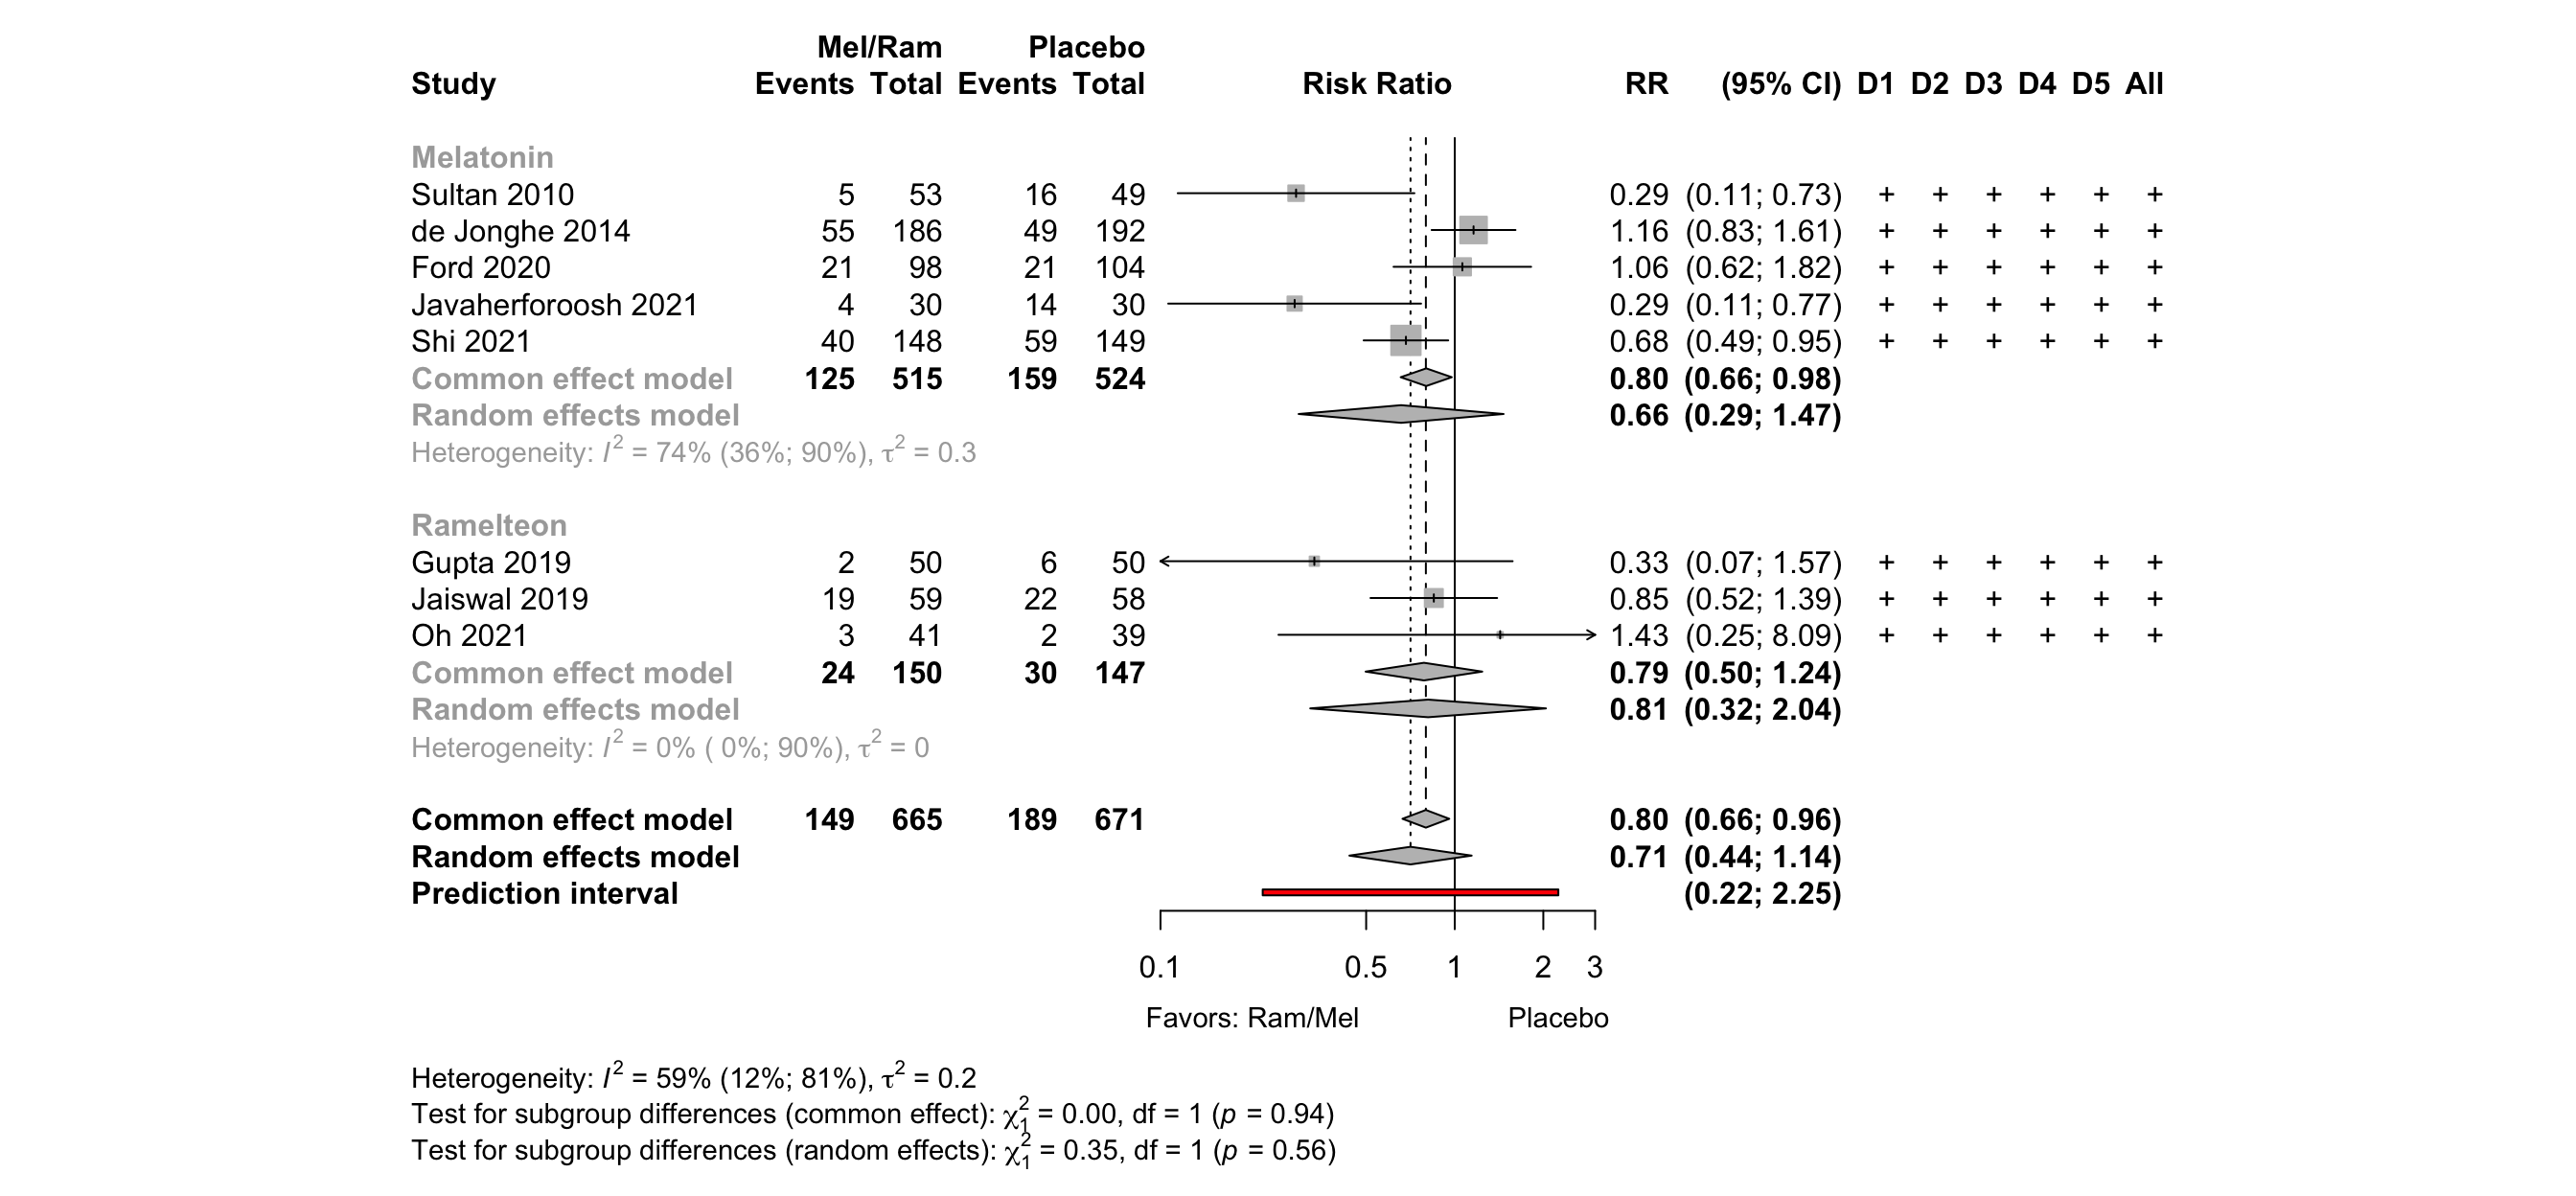 Mel/Ram Placebo
Study Events Total Events Total Risk Ratio RR (95% CI) D1 D2 D3 D4 D5 All
Melatonin
Sultan 2010 5 53 16 49 0.29 (0.11; 0.73) + + + + + +
de Jonghe 2014 55 186 49 192 1.16 (0.83; 1.61) + + + + + +
Ford 2020 21 98 21 104 1.06 (0.62; 1.82) + + + + + +
Javaherforoosh 2021 4 30 14 30 0.29 (0.11; 0.77) + + + + + +
Shi 2021 40 148 59 149 0.68 (0.49; 0.95) + + + + + +
Common effect model 125 515 159 524 0.80 (0.66; 0.98)
Random effects model 0.66 (0.29; 1.47)
Heterogeneity: I² = 74% (36%; 90%), τ² = 0.3
Ramelteon
Gupta 2019 2 50 6 50 0.33 (0.07; 1.57) + + + + + +
Jaiswal 2019 19 59 22 58 0.85 (0.52; 1.39) + + + + + +
Oh 2021 3 41 2 39 1.43 (0.25; 8.09) + + + + + +
Common effect model 24 150 30 147 0.79 (0.50; 1.24)
Random effects model 0.81 (0.32; 2.04)
Heterogeneity: I² = 0% ( 0%; 90%), τ² = 0
Common effect model 149 665 189 671 0.80 (0.66; 0.96)
Random effects model 0.71 (0.44; 1.14)
Prediction interval (0.22; 2.25)
0.1 0.5 1 2 3
Favors: Ram/Mel Placebo
Heterogeneity: I² = 59% (12%; 81%), τ² = 0.2
Test for subgroup differences (common effect): χ²₁ = 0.00, df = 1 (p = 0.94)
Test for subgroup differences (random effects): χ²₁ = 0.35, df = 1 (p = 0.56)